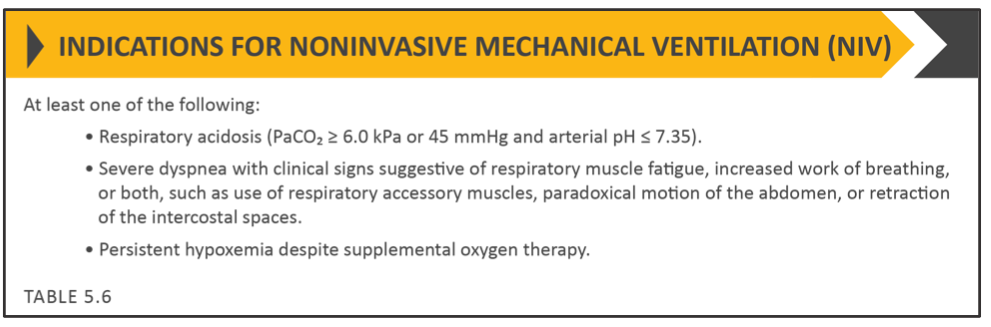 INDICATIONS FOR NONINVASIVE MECHANICAL VENTILATION (NIV)
At least one of the following:
• Respiratory acidosis (PaCO₂ ≥ 6.0 kPa or 45 mmHg and arterial pH ≤ 7.35).
• Severe dyspnea with clinical signs suggestive of respiratory muscle fatigue, increased work of breathing,
or both, such as use of respiratory accessory muscles, paradoxical motion of the abdomen, or retraction
of the intercostal spaces.
• Persistent hypoxemia despite supplemental oxygen therapy.
TABLE 5.6